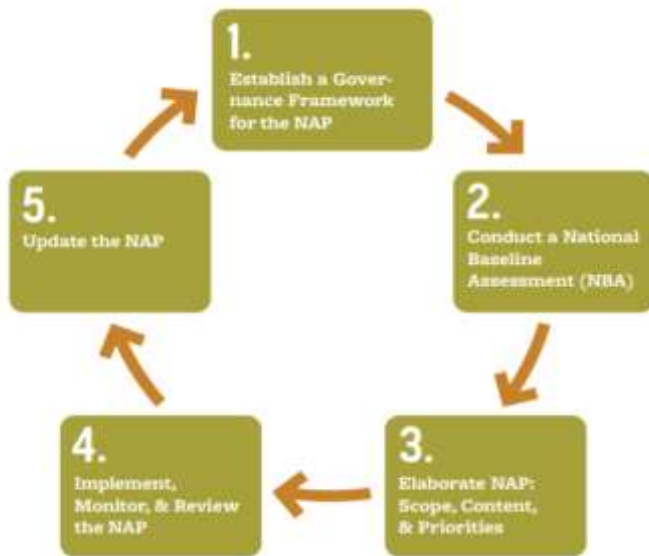 1.
Establish a Gover-
nance Framework
for the NAP
2.
Conduct a National
Baseline
Assessment (NBA)
3.
Elaborate NAP:
Scope, Content,
& Priorities
4.
Implement,
Monitor, & Review
the NAP
5.
Update the NAP